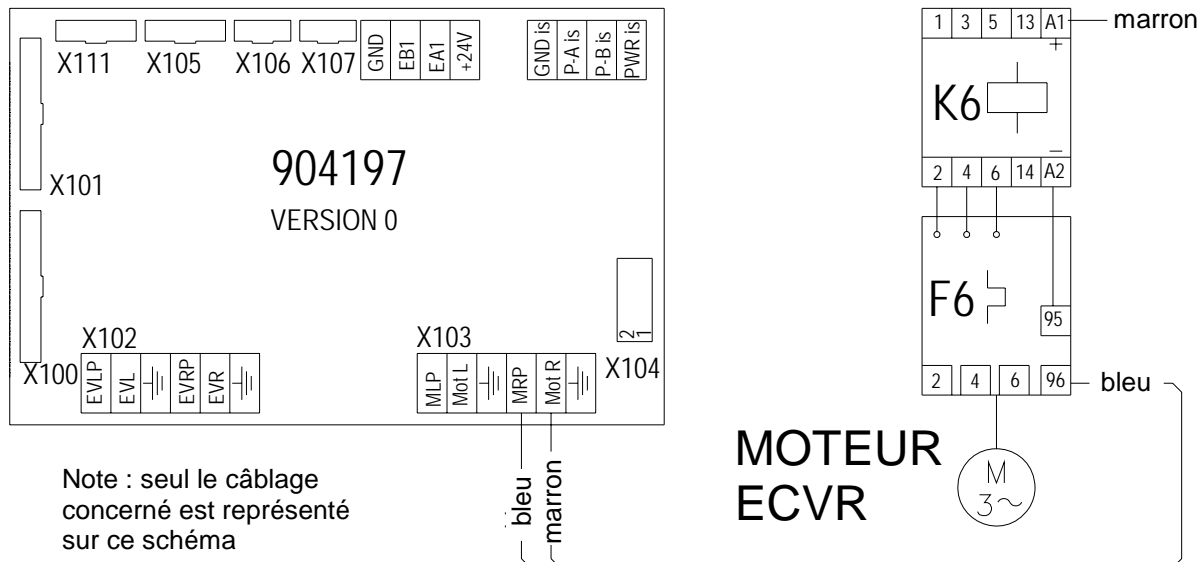 X111
X105
X106
X107
GND
EB1
EA1
+24V
GND is
P-A is
P-B is
PWR is
X101
904197
VERSION 0
X100
X102
EVLP
EVL
EVRP
EVR
X103
MLP
Mot L
MRP
Mot R
2
1
X104
bleu
marron
Note : seul le câblage
concerné est représenté
sur ce schéma
1 3 5 13 A1
marron
+
K6
−
2 4 6 14 A2
F6
95
2 4 6 96
bleu
MOTEUR
ECVR
M
3~